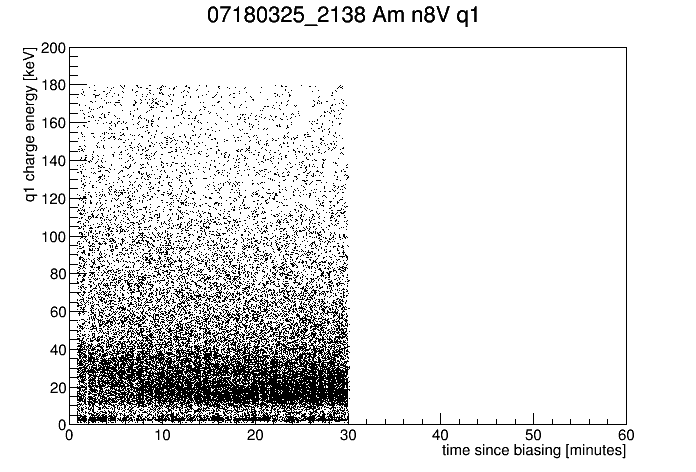 07180325_2138 Am n8V q1
q1 charge energy [keV]
200
180
160
140
120
100
80
60
40
20
0
0 10 20 30 40 50 60
time since biasing [minutes]